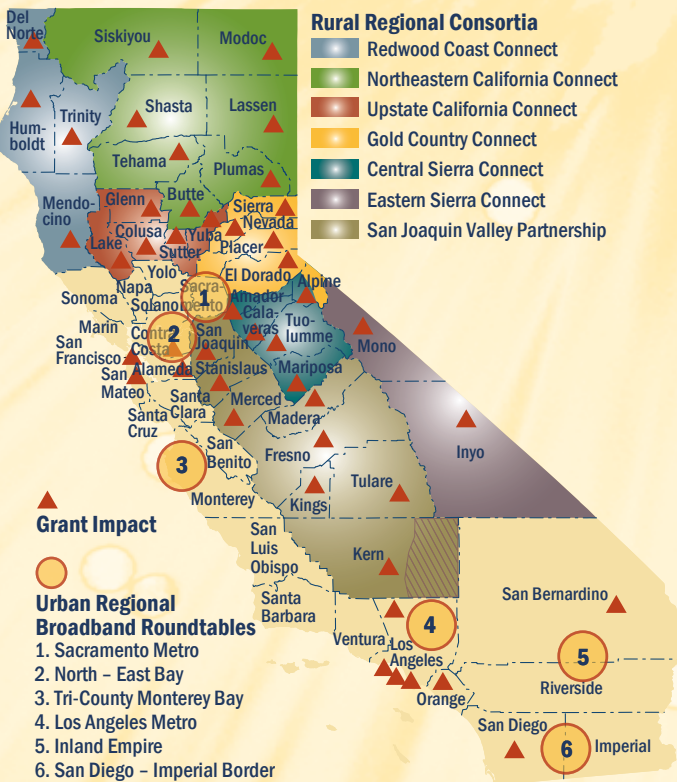 Rural Regional Consortia
Redwood Coast Connect
Northeastern California Connect
Upstate California Connect
Gold Country Connect
Central Sierra Connect
Eastern Sierra Connect
San Joaquin Valley Partnership
Del
Norte
Siskiyou
Modoc
Hum-
boldt
Trinity
Shasta
Lassen
Tehama
Plumas
Mendo-
cino
Glenn
Butte
Sierra
Nevada
Colusa
Yuba
Lake
Sutter
Placer
Yolo
El Dorado
Napa
Sacra-
mento
Alpine
Sonoma
Solano
1
Amador
Marin
Contra
Costa
2
San
Joaquin
Cala-
veras
Tuo-
lumme
Mono
San
Francisco
Alameda
Stanislaus
Mariposa
San
Mateo
Santa
Clara
Merced
Madera
Santa
Cruz
San
Benito
3
Fresno
Inyo
Tulare
Monterey
Kings
Grant Impact
San
Luis
Obispo
Kern
Santa
Barbara
San Bernardino
Ventura
Los
Angeles
4
5
Orange
Riverside
San Diego
6
Imperial
Urban Regional
Broadband Roundtables
1. Sacramento Metro
2. North – East Bay
3. Tri-County Monterey Bay
4. Los Angeles Metro
5. Inland Empire
6. San Diego – Imperial Border